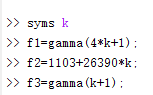 >> syms k
>> f1=gamma(4*k+1);
>> f2=1103+26390*k;
>> f3=gamma(k+1);